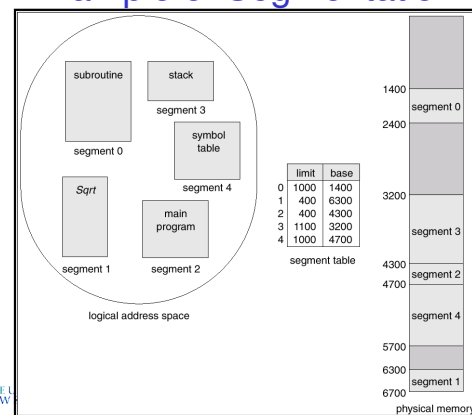 subroutine
stack
segment 3
symbol
table
segment 0
segment 4
Sqrt
main
program
segment 1
segment 2
logical address space
limit base
0 1000 1400
1 400 6300
2 400 4300
3 1100 3200
4 1000 4700
segment table
1400
segment 0
2400
3200
segment 3
4300
segment 2
4700
segment 4
5700
6300
segment 1
6700
physical memory